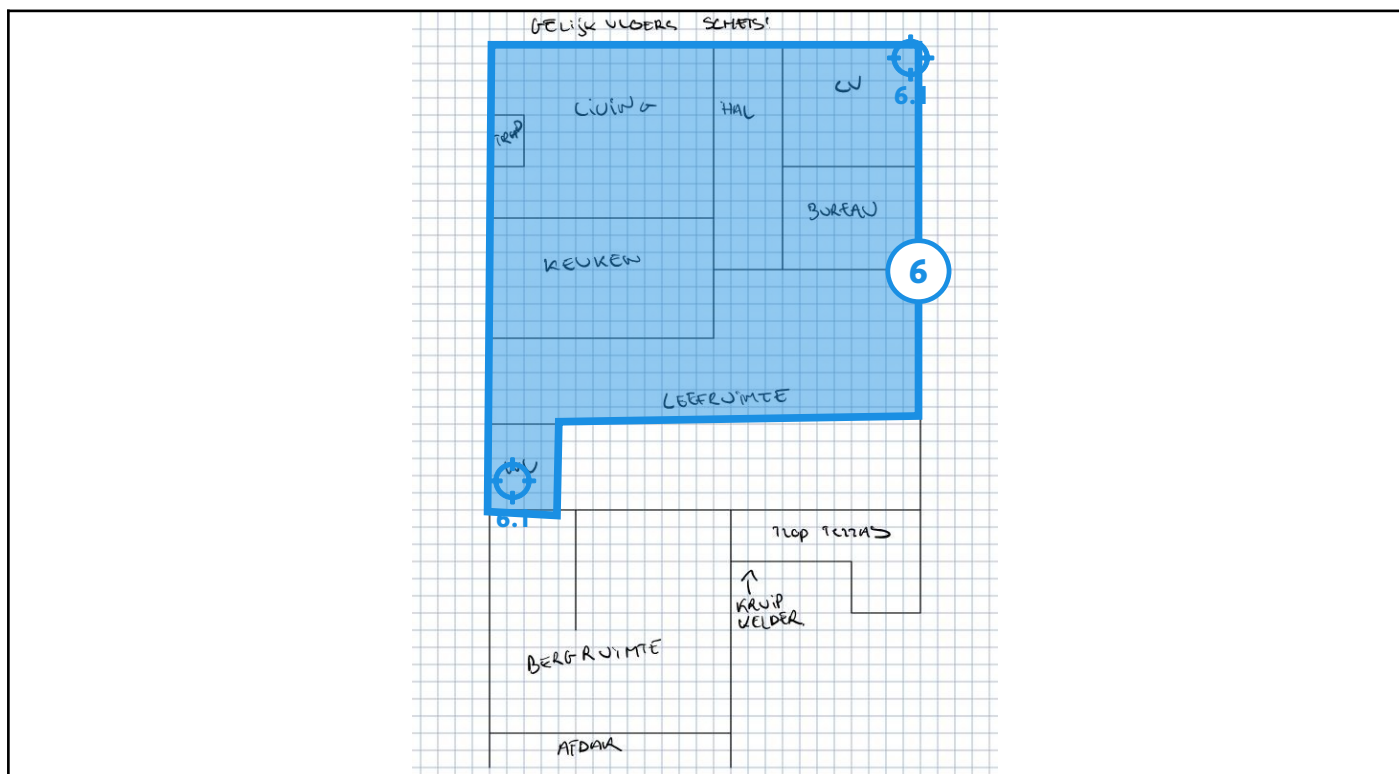 GELIJK VLOERS SCHETS!
CV
6.1
LIVING
HAL
TRAP
BUREAU
KEUKEN
6
LEEFRUIMTE
WC
6.1
TROP TERRAS
KRUIP
KELDER
BERGRUIMTE
AFDAK